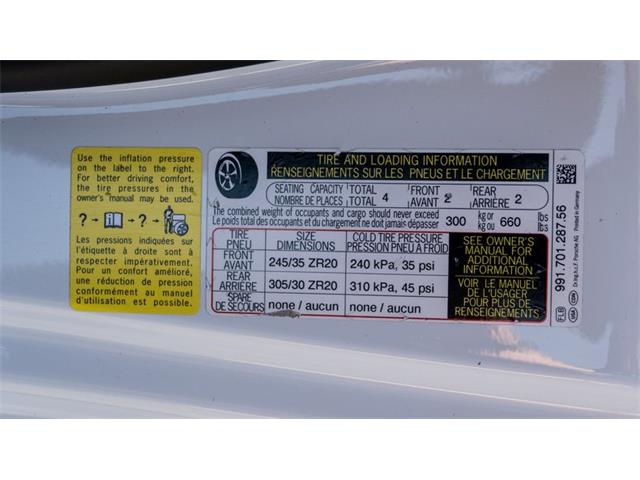 Use the inflation pressure
on the label to the right.
For better driving comfort,
the tire pressures in the
owner's manual may be used.
? → i → ? →
Les pressions indiquées sur
l'étiquette à droite sont à
respecter impérativement.
Pour un confort amélioré,
une réduction de pression
conformément au manuel
d'utilisation est possible.
TIRE AND LOADING INFORMATION
RENSEIGNEMENTS SUR LES PNEUS ET LE CHARGEMENT
SEATING CAPACITY TOTAL FRONT REAR
NOMBRE DE PLACES TOTAL 4 AVANT 2 ARRIÈRE 2
The combined weight of occupants and cargo should never exceed 300 kg or 660 lbs
Le poids total des occupants et du chargement ne doit jamais dépasser kg ou lbs
TIRE SIZE COLD TIRE PRESSURE
PNEU DIMENSIONS PRESSION PNEU A FROID
FRONT
AVANT 245/35 ZR20 240 kPa, 35 psi
REAR
ARRIÈRE 305/30 ZR20 310 kPa, 45 psi
SPARE
DE SECOURS none / aucun none / aucun
SEE OWNER'S
MANUAL FOR
ADDITIONAL
INFORMATION
VOIR LE MANUEL
DE L'USAGER
POUR PLUS DE
RENSEIGNEMENTS
991.701.287.56
Dr.Ing.h.c.F. Porsche AG Printed in Germany
FLB USA CDN